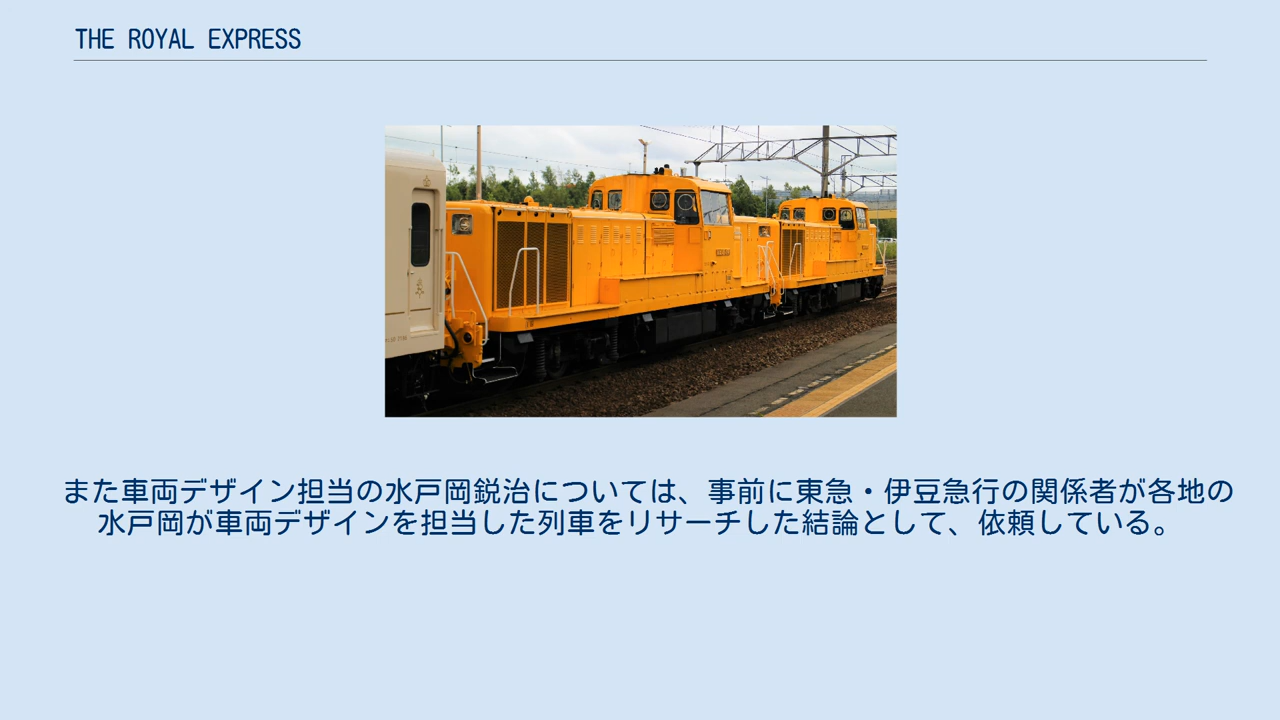 THE ROYAL EXPRESS
また車両デザイン担当の水戸岡鋭治については、事前に東急・伊豆急行の関係者が各地の
水戸岡が車両デザインを担当した列車をリサーチした結論として、依頼している。